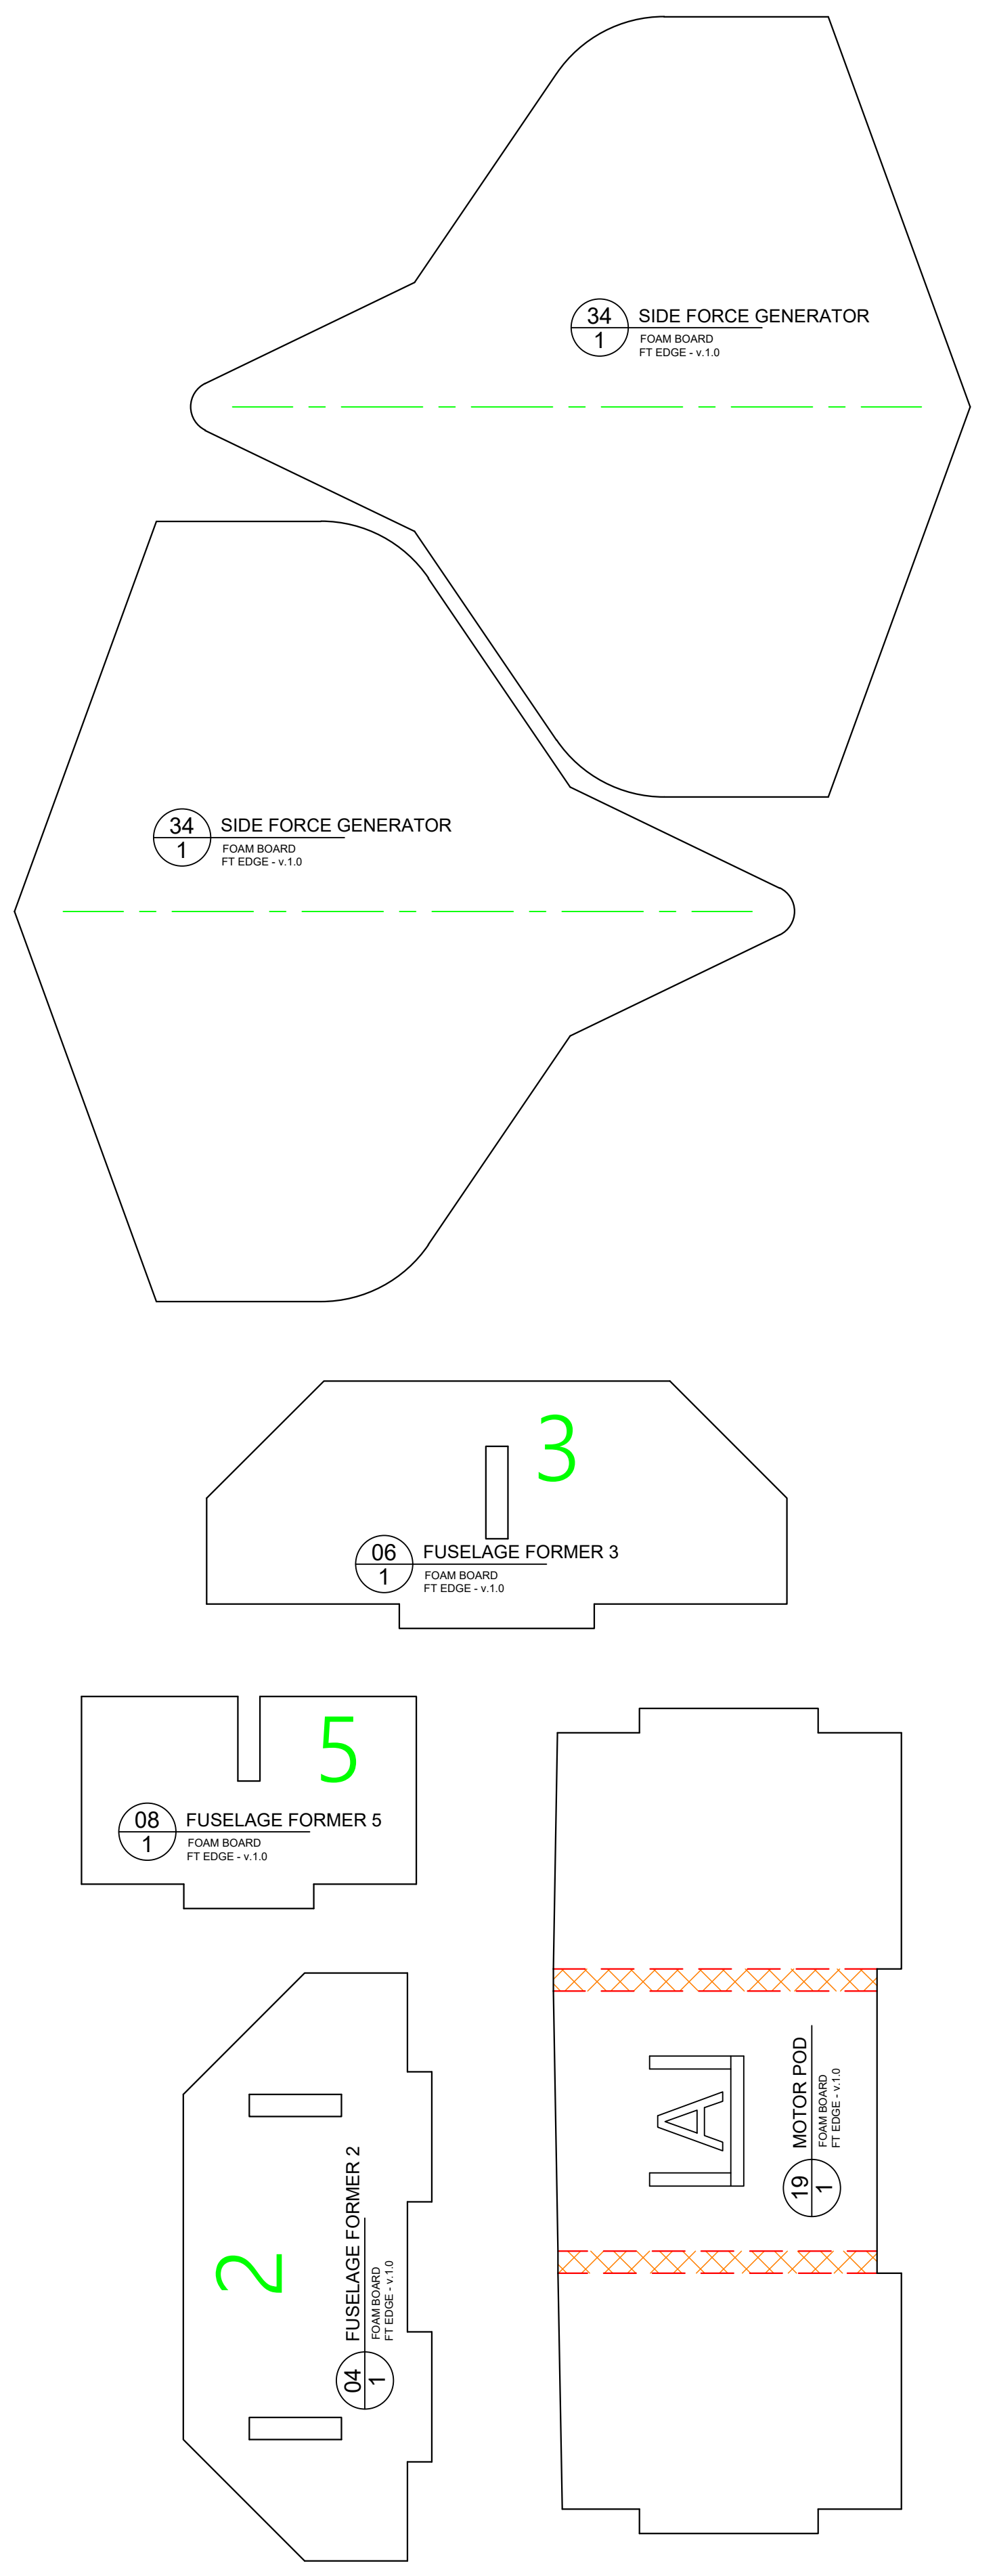 34 SIDE FORCE GENERATOR
1 FOAM BOARD
FT EDGE - v.1.0
34 SIDE FORCE GENERATOR
1 FOAM BOARD
FT EDGE - v.1.0
3
06 FUSELAGE FORMER 3
1 FOAM BOARD
FT EDGE - v.1.0
5
08 FUSELAGE FORMER 5
1 FOAM BOARD
FT EDGE - v.1.0
2
04 FUSELAGE FORMER 2
1 FOAM BOARD
FT EDGE - v.1.0
A
19 MOTOR POD
1 FOAM BOARD
FT EDGE - v.1.0